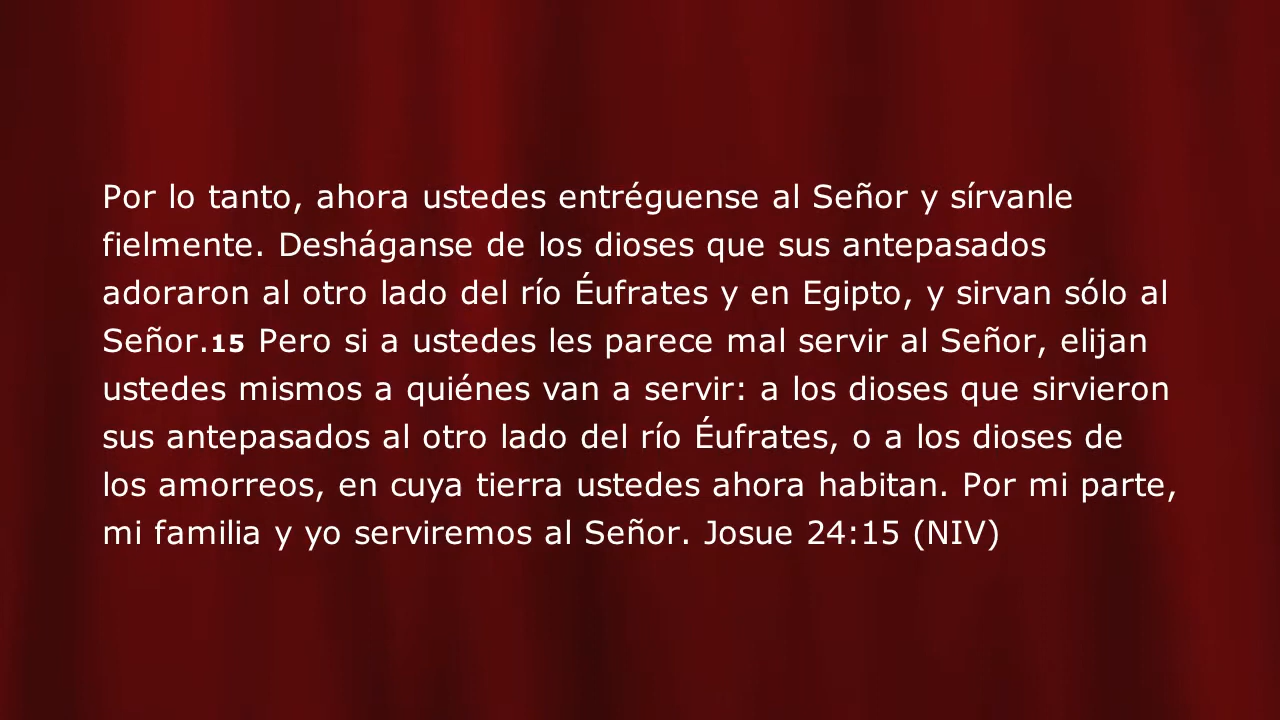 Por lo tanto, ahora ustedes entréguense al Señor y sírvanle
fielmente. Desháganse de los dioses que sus antepasados
adoraron al otro lado del río Éufrates y en Egipto, y sirvan sólo al
Señor.15 Pero si a ustedes les parece mal servir al Señor, elijan
ustedes mismos a quiénes van a servir: a los dioses que sirvieron
sus antepasados al otro lado del río Éufrates, o a los dioses de
los amorreos, en cuya tierra ustedes ahora habitan. Por mi parte,
mi familia y yo serviremos al Señor. Josue 24:15 (NIV)